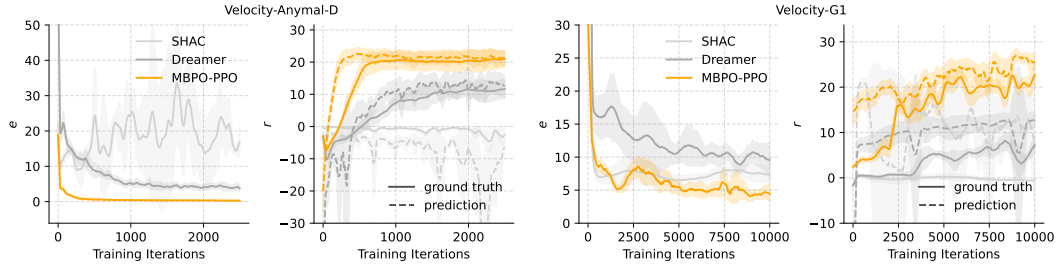 Velocity-Anymal-D
50
40
30
20
10
0
e
SHAC
Dreamer
MBPO-PPO
0
1000
2000
Training Iterations
30
20
10
0
−10
−20
−30
r
ground truth
prediction
0
1000
2000
Training Iterations
Velocity-G1
30
25
20
15
10
5
0
e
SHAC
Dreamer
MBPO-PPO
0
2500
5000
7500
10000
Training Iterations
30
20
10
0
−10
r
ground truth
prediction
0
2500
5000
7500
10000
Training Iterations